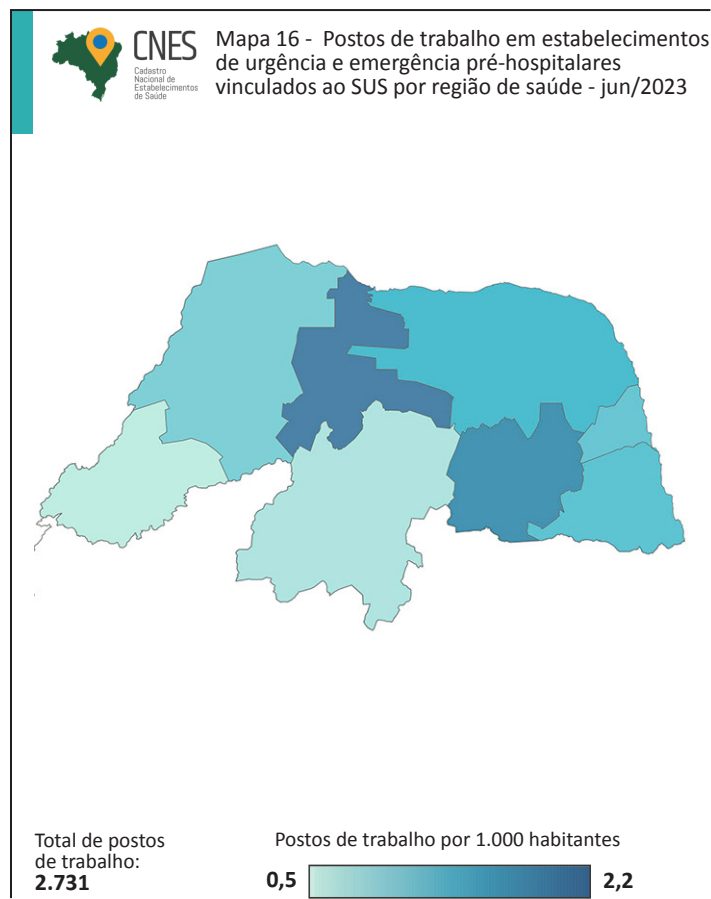 CNES
Cadastro
Nacional de
Estabelecimentos
de Saúde
Mapa 16 - Postos de trabalho em estabelecimentos
de urgência e emergência pré-hospitalares
vinculados ao SUS por região de saúde - jun/2023
Total de postos
de trabalho:
2.731
Postos de trabalho por 1.000 habitantes
0,5
2,2